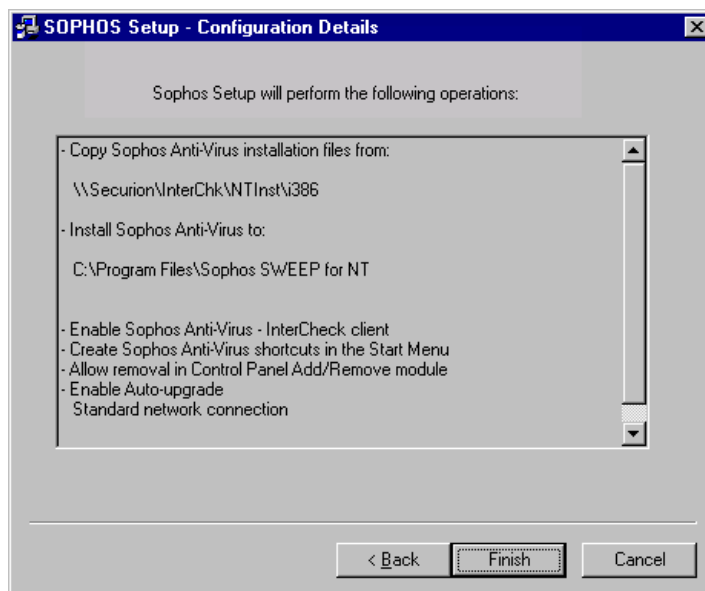 SOPHOS Setup - Configuration Details
Sophos Setup will perform the following operations:
- Copy Sophos Anti-Virus installation files from:
\\Securion\InterChk\NTInst\i386
- Install Sophos Anti-Virus to:
C:\Program Files\Sophos SWEEP for NT
- Enable Sophos Anti-Virus - InterCheck client
- Create Sophos Anti-Virus shortcuts in the Start Menu
- Allow removal in Control Panel Add/Remove module
- Enable Auto-upgrade
Standard network connection
< Back Finish Cancel